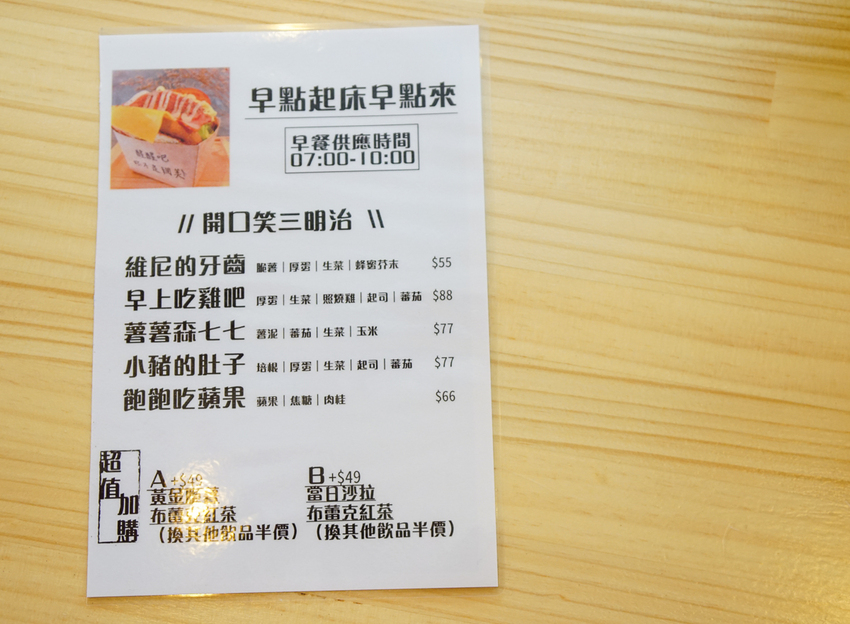 早點起床早點來
早餐供應時間
07:00-10:00
// 開口笑三明治 \\
維尼的牙齒 脆薯|厚蛋|生菜|蜂蜜芥末 $55
早上吃雞吧 厚蛋|生菜|照燒雞|起司|蕃茄 $88
薯薯森七七 薯泥|蕃茄|生菜|玉米 $77
小豬的肚子 培根|厚蛋|生菜|起司|蕃茄 $77
飽飽吃蘋果 蘋果|焦糖|肉桂 $66
超值加購
A +$49
黃金脆薯
布蕾克紅茶
(換其他飲品半價)
B +$49
當日沙拉
布蕾克紅茶
(換其他飲品半價)